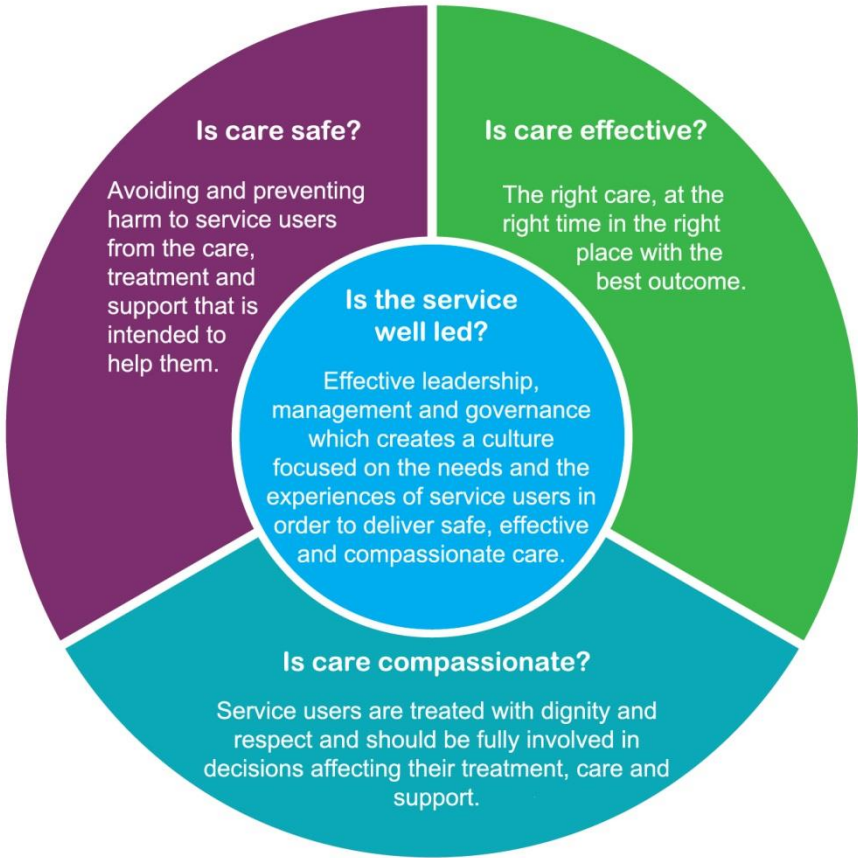 Is care safe?
Avoiding and preventing
harm to service users
from the care,
treatment and
support that is
intended to
help them.
Is care effective?
The right care, at the
right time in the right
place with the
best outcome.
Is the service
well led?
Effective leadership,
management and governance
which creates a culture
focused on the needs and the
experiences of service users in
order to deliver safe, effective
and compassionate care.
Is care compassionate?
Service users are treated with dignity and
respect and should be fully involved in
decisions affecting their treatment, care and
support.